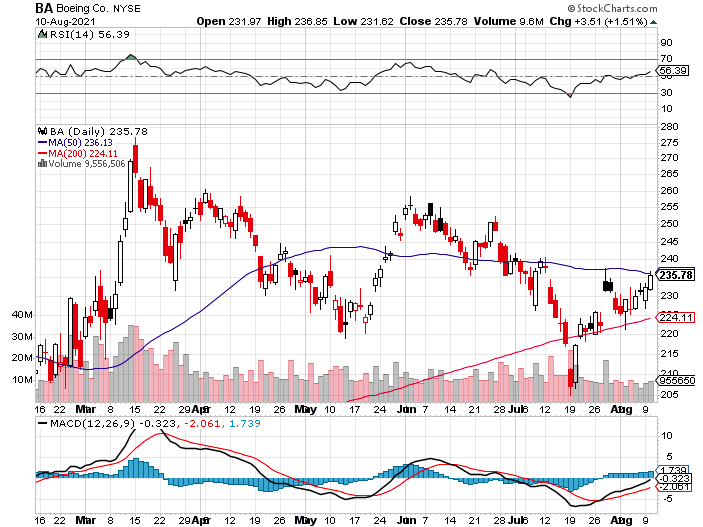 BA Boeing Co. NYSE
© StockCharts.com
10-Aug-2021
Open 231.97 High 236.85 Low 231.62 Close 235.78 Volume 9.6M Chg +3.51 (+1.51%)
RSI(14) 56.39
90
70
56.39
50
30
10
BA (Daily) 235.78
MA(50) 236.13
MA(200) 224.11
Volume 9,556,506
280
275
270
265
260
255
250
245
240
235.78
230
224.11
220
215
210
205
40M
30M
20M
10M
955650
16 22 Mar 8 15 22 29 Apr 12 19 26 May 10 17 24 Jun 7 14 21 28 Jul 6 12 19 26 Aug 9
MACD(12,26,9) -0.323, -2.061, 1.739
10
5
1.739
-0.323
-2.061
-5
16 22 Mar 8 15 22 29 Apr 12 19 26 May 10 17 24 Jun 7 14 21 28 Jul 6 12 19 26 Aug 9